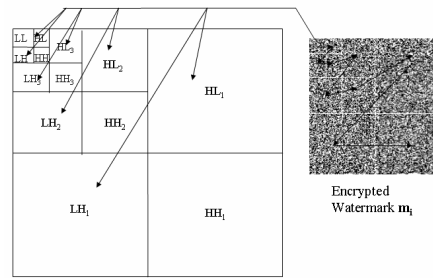 LL HL
LH HH
HL3
LH3 HH3
HL2
LH2 HH2
HL1
LH1 HH1
Encrypted
Watermark mi